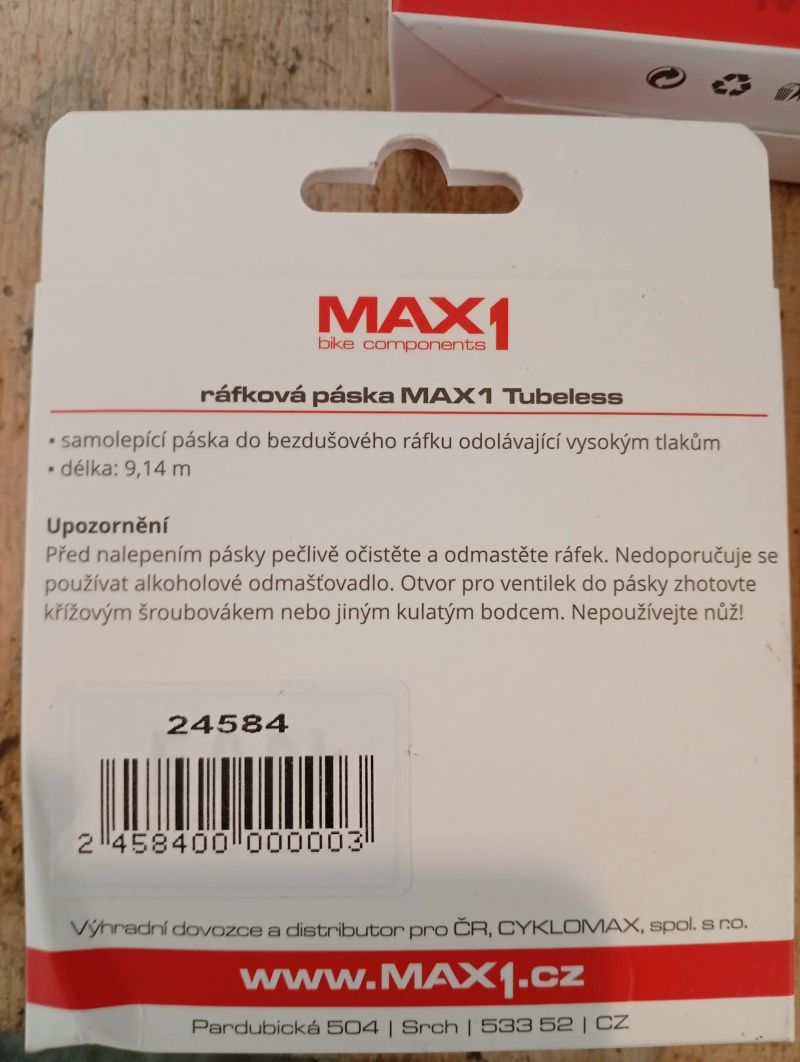 MAX1
bike components
ráfková páska MAX1 Tubeless
• samolepící páska do bezdušového ráfku odolávající vysokým tlakům
• délka: 9,14 m
Upozornění
Před nalepením pásky pečlivě očistěte a odmastěte ráfek. Nedoporučuje se
používat alkoholové odmašťovadlo. Otvor pro ventilek do pásky zhotovte
křížovým šroubovákem nebo jiným kulatým bodcem. Nepoužívejte nůž!
24584
2 458400 000003
Výhradní dovozce a distributor pro ČR, CYKLOMAX, spol. s r.o.
www.MAX1.cz
Pardubická 504 | Srch | 533 52 | CZ